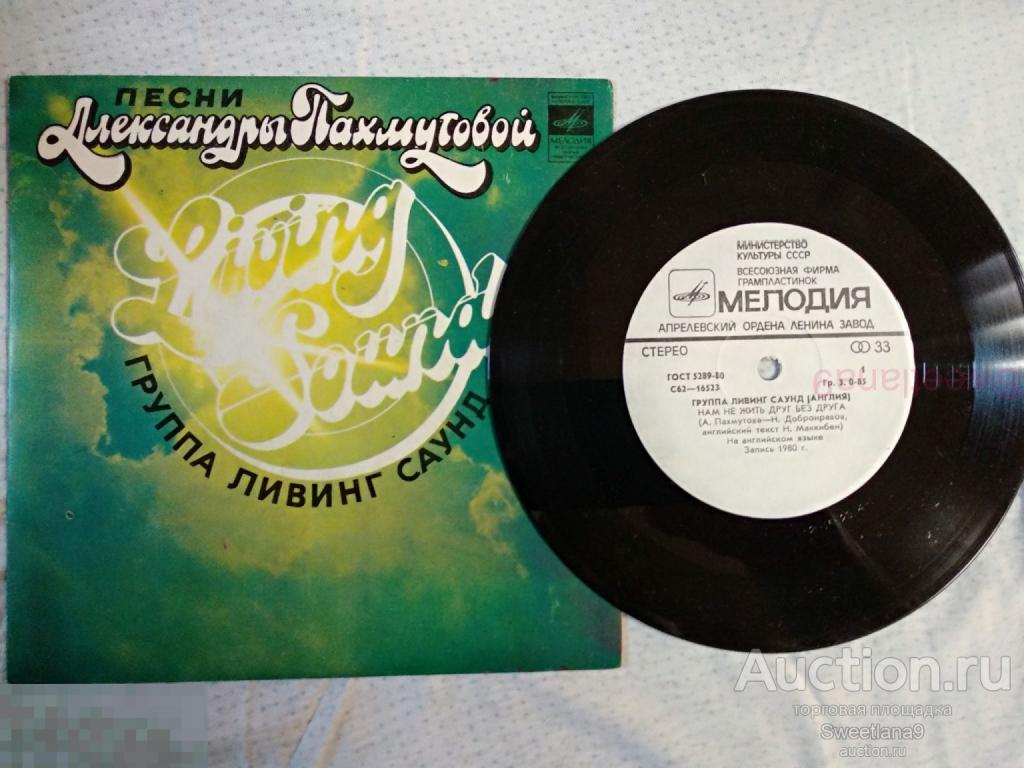 ПЕСНИ
Александры Пахмутовой
МЕЛОДИЯ
Living
Sound
ГРУППА ЛИВИНГ САУНД
МИНИСТЕРСТВО
КУЛЬТУРЫ СССР
ВСЕСОЮЗНАЯ ФИРМА
ГРАМПЛАСТИНОК
МЕЛОДИЯ
АПРЕЛЕВСКИЙ ОРДЕНА ЛЕНИНА ЗАВОД
СТЕРЕО 33
ГОСТ 5289-80 1
С62—16523 Гр. 3. 0-85
ГРУППА ЛИВИНГ САУНД (АНГЛИЯ)
НАМ НЕ ЖИТЬ ДРУГ БЕЗ ДРУГА
(А. Пахмутова—Н. Добронравов,
английский текст Н. Маккибен)
На английском языке
Запись 1980 г.
Sweetlana9
Auction.ru
торговая площадка
Sweetlana9
auction.ru